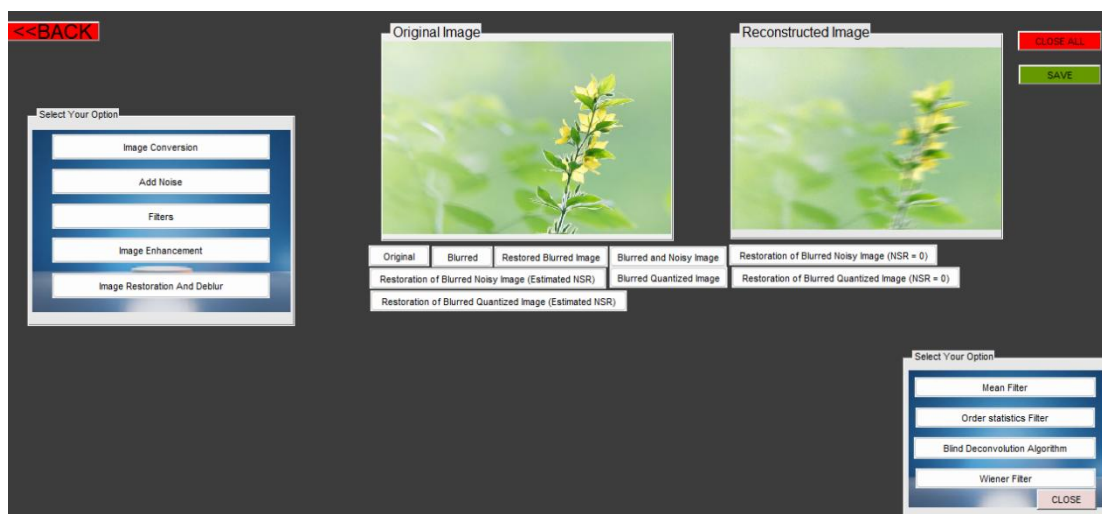 <<BACK
Original Image
Reconstructed Image
CLOSE ALL
SAVE
Select Your Option
Image Conversion
Add Noise
Filters
Image Enhancement
Image Restoration And Deblur
Original
Blurred
Restored Blurred Image
Blurred and Noisy Image
Restoration of Blurred Noisy Image (NSR = 0)
Restoration of Blurred Noisy Image (Estimated NSR)
Blurred Quantized Image
Restoration of Blurred Quantized Image (NSR = 0)
Restoration of Blurred Quantized Image (Estimated NSR)
Select Your Option
Mean Filter
Order statistics Filter
Blind Deconvolution Algorithm
Wiener Filter
CLOSE